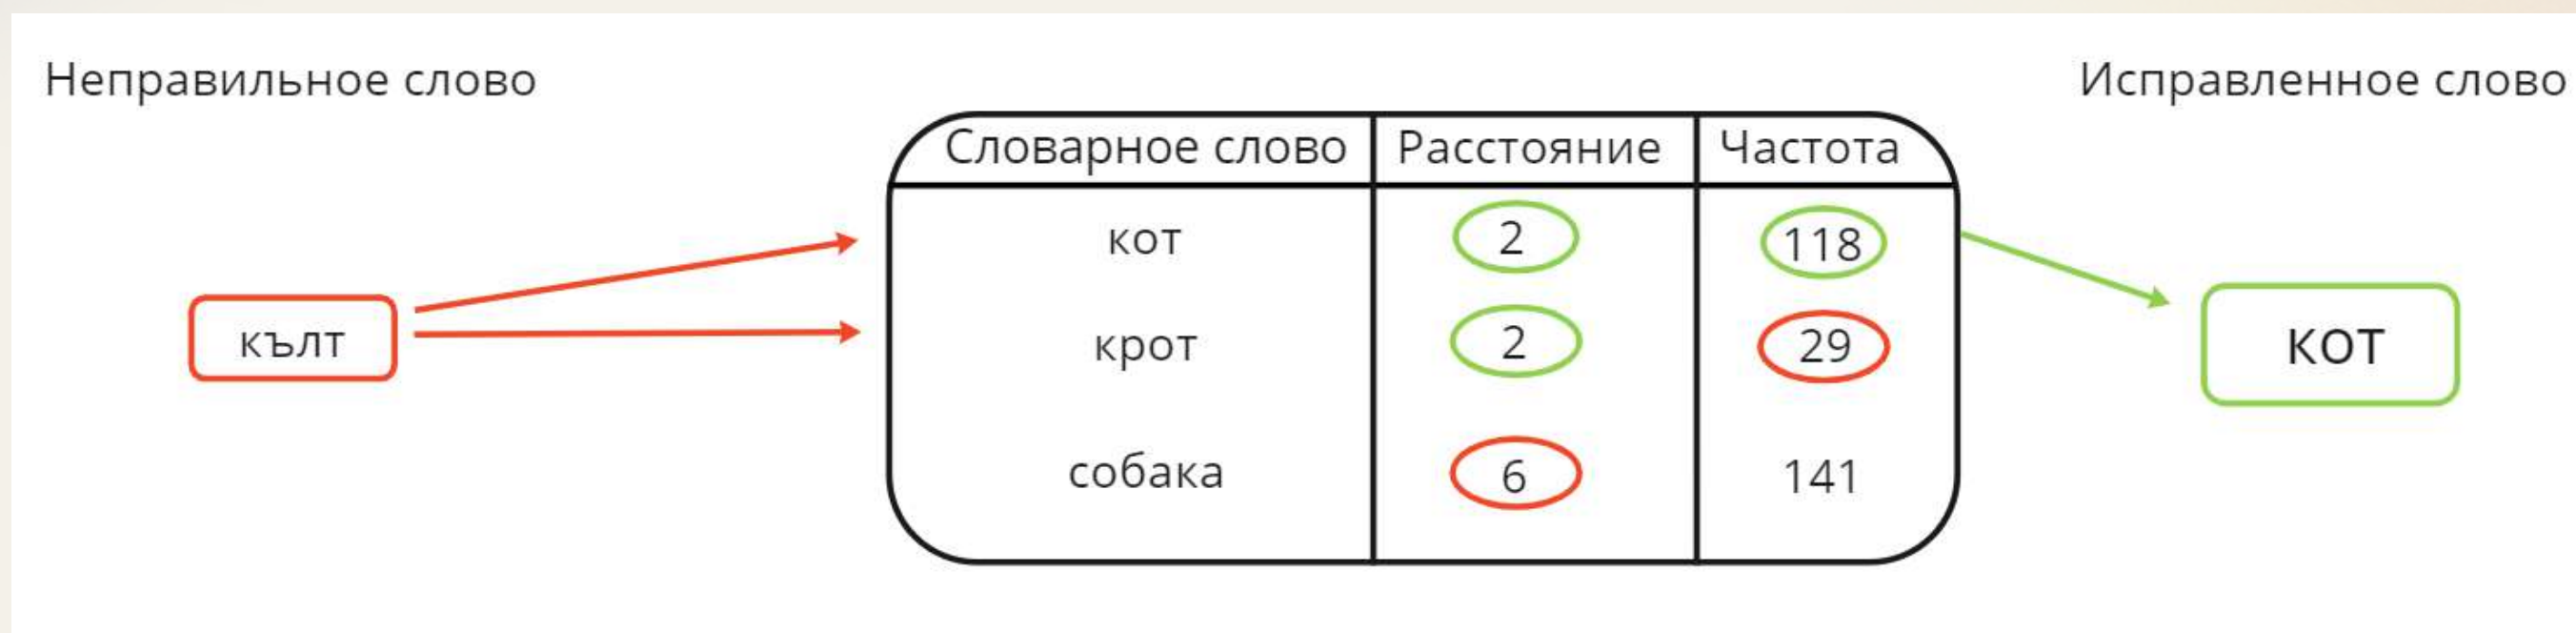 Неправильное слово
Исправленное слово
Словарное слово Расстояние Частота
кот 2 118
кълт
крот 2 29
кот
собака 6 141